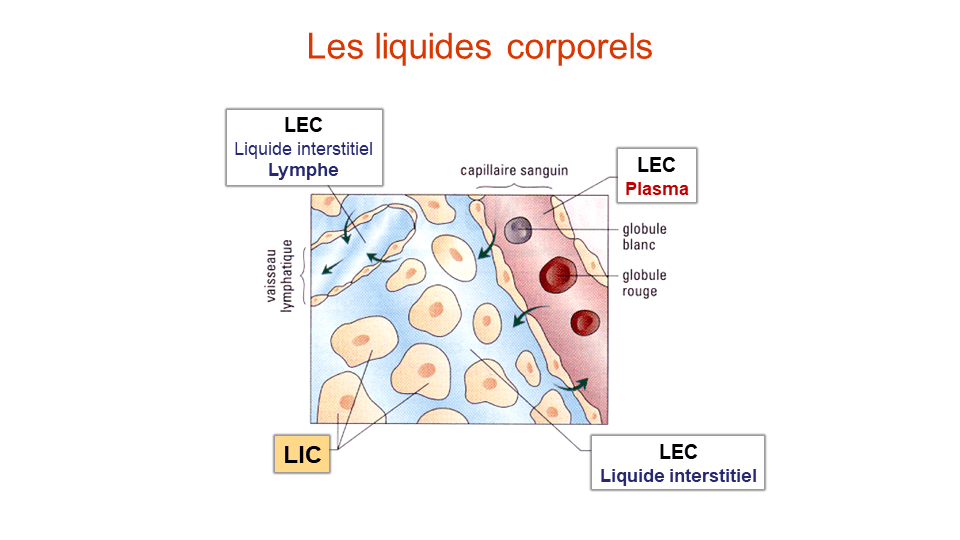 Les liquides corporels
LEC
Liquide interstitiel
Lymphe
capillaire sanguin
LEC
Plasma
globule
blanc
globule
rouge
vaisseau
lymphatique
LIC
LEC
Liquide interstitiel